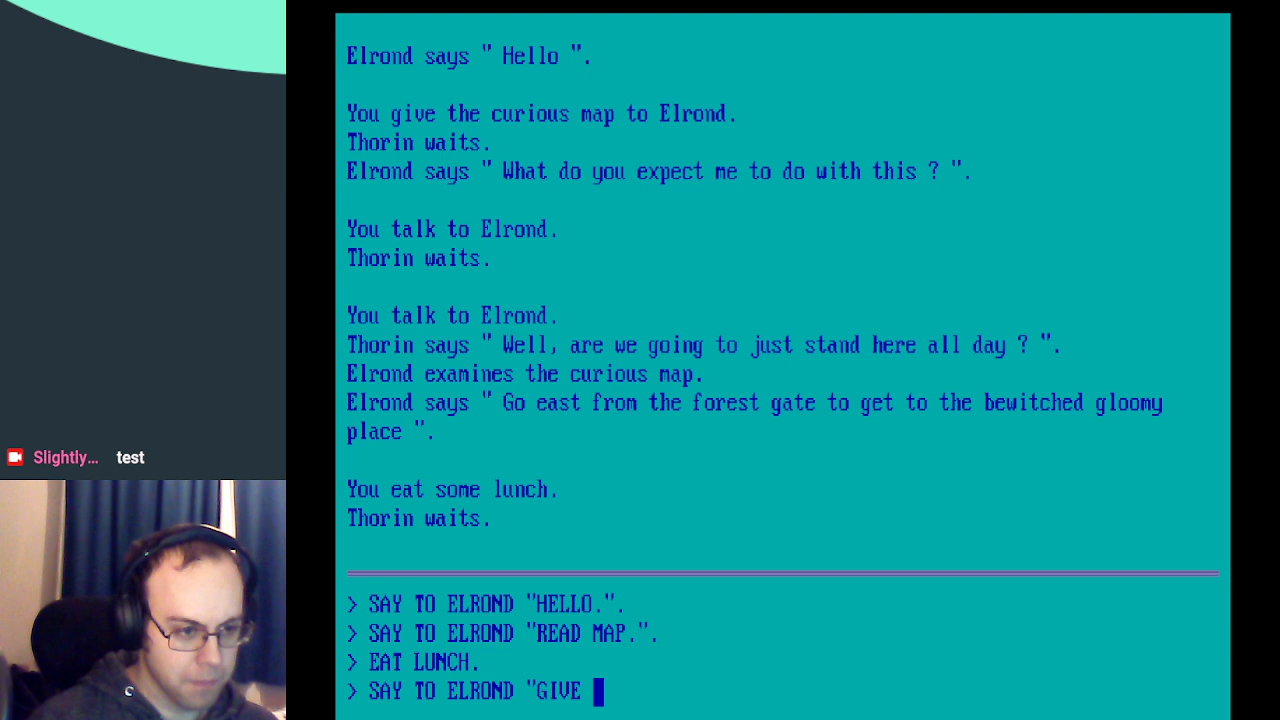 Elrond says " Hello ".
You give the curious map to Elrond.
Thorin waits.
Elrond says " What do you expect me to do with this ? ".
You talk to Elrond.
Thorin waits.
You talk to Elrond.
Thorin says " Well, are we going to just stand here all day ? ".
Elrond examines the curious map.
Elrond says " Go east from the forest gate to get to the bewitched gloomy
place ".
You eat some lunch.
Thorin waits.
> SAY TO ELROND "HELLO.".
> SAY TO ELROND "READ MAP.".
> EAT LUNCH.
> SAY TO ELROND "GIVE
Slightly... test